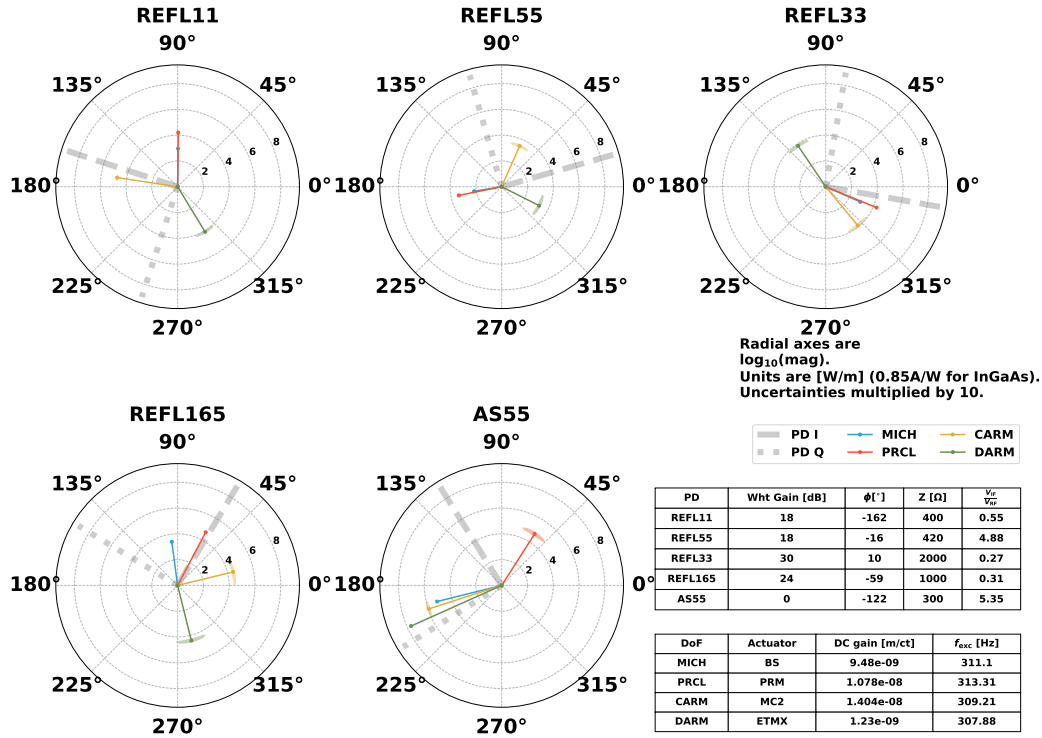 REFL11
90°
135°
45°
180°
0°
2
4
6
8
225°
315°
270°
REFL55
90°
135°
45°
180°
0°
2
4
6
8
225°
315°
270°
REFL33
90°
135°
45°
180°
0°
2
4
6
8
225°
315°
270°
Radial axes are
log₁₀(mag).
Units are [W/m] (0.85A/W for InGaAs).
Uncertainties multiplied by 10.
REFL165
90°
135°
45°
180°
0°
2
4
6
8
225°
315°
270°
AS55
90°
135°
45°
180°
0°
2
4
6
8
225°
315°
270°
PD I MICH CARM
PD Q PRCL DARM
PD Wht Gain [dB] ϕ[°] Z [Ω] V_IF/V_RF
REFL11 18 -162 400 0.55
REFL55 18 -16 420 4.88
REFL33 30 10 2000 0.27
REFL165 24 -59 1000 0.31
AS55 0 -122 300 5.35
DoF Actuator DC gain [m/ct] f_exc [Hz]
MICH BS 9.48e-09 311.1
PRCL PRM 1.078e-08 313.31
CARM MC2 1.404e-08 309.21
DARM ETMX 1.23e-09 307.88